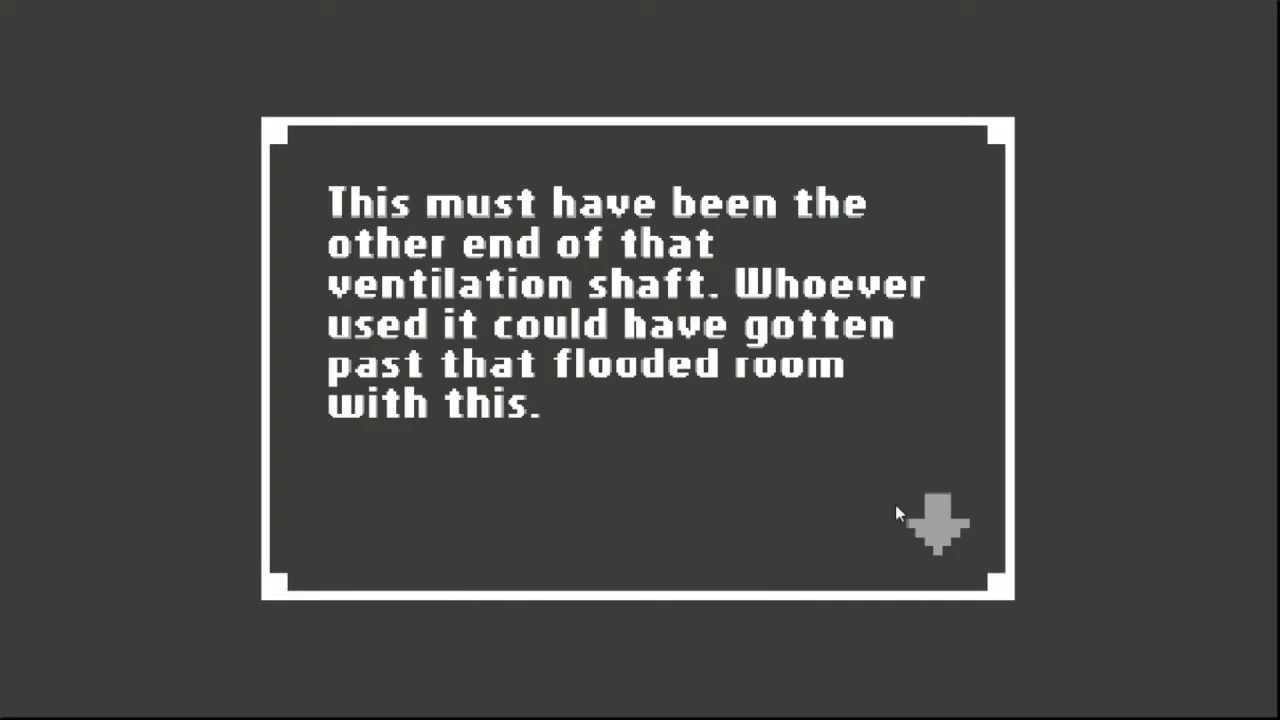 This must have been the
other end of that
ventilation shaft. Whoever
used it could have gotten
past that flooded room
with this.